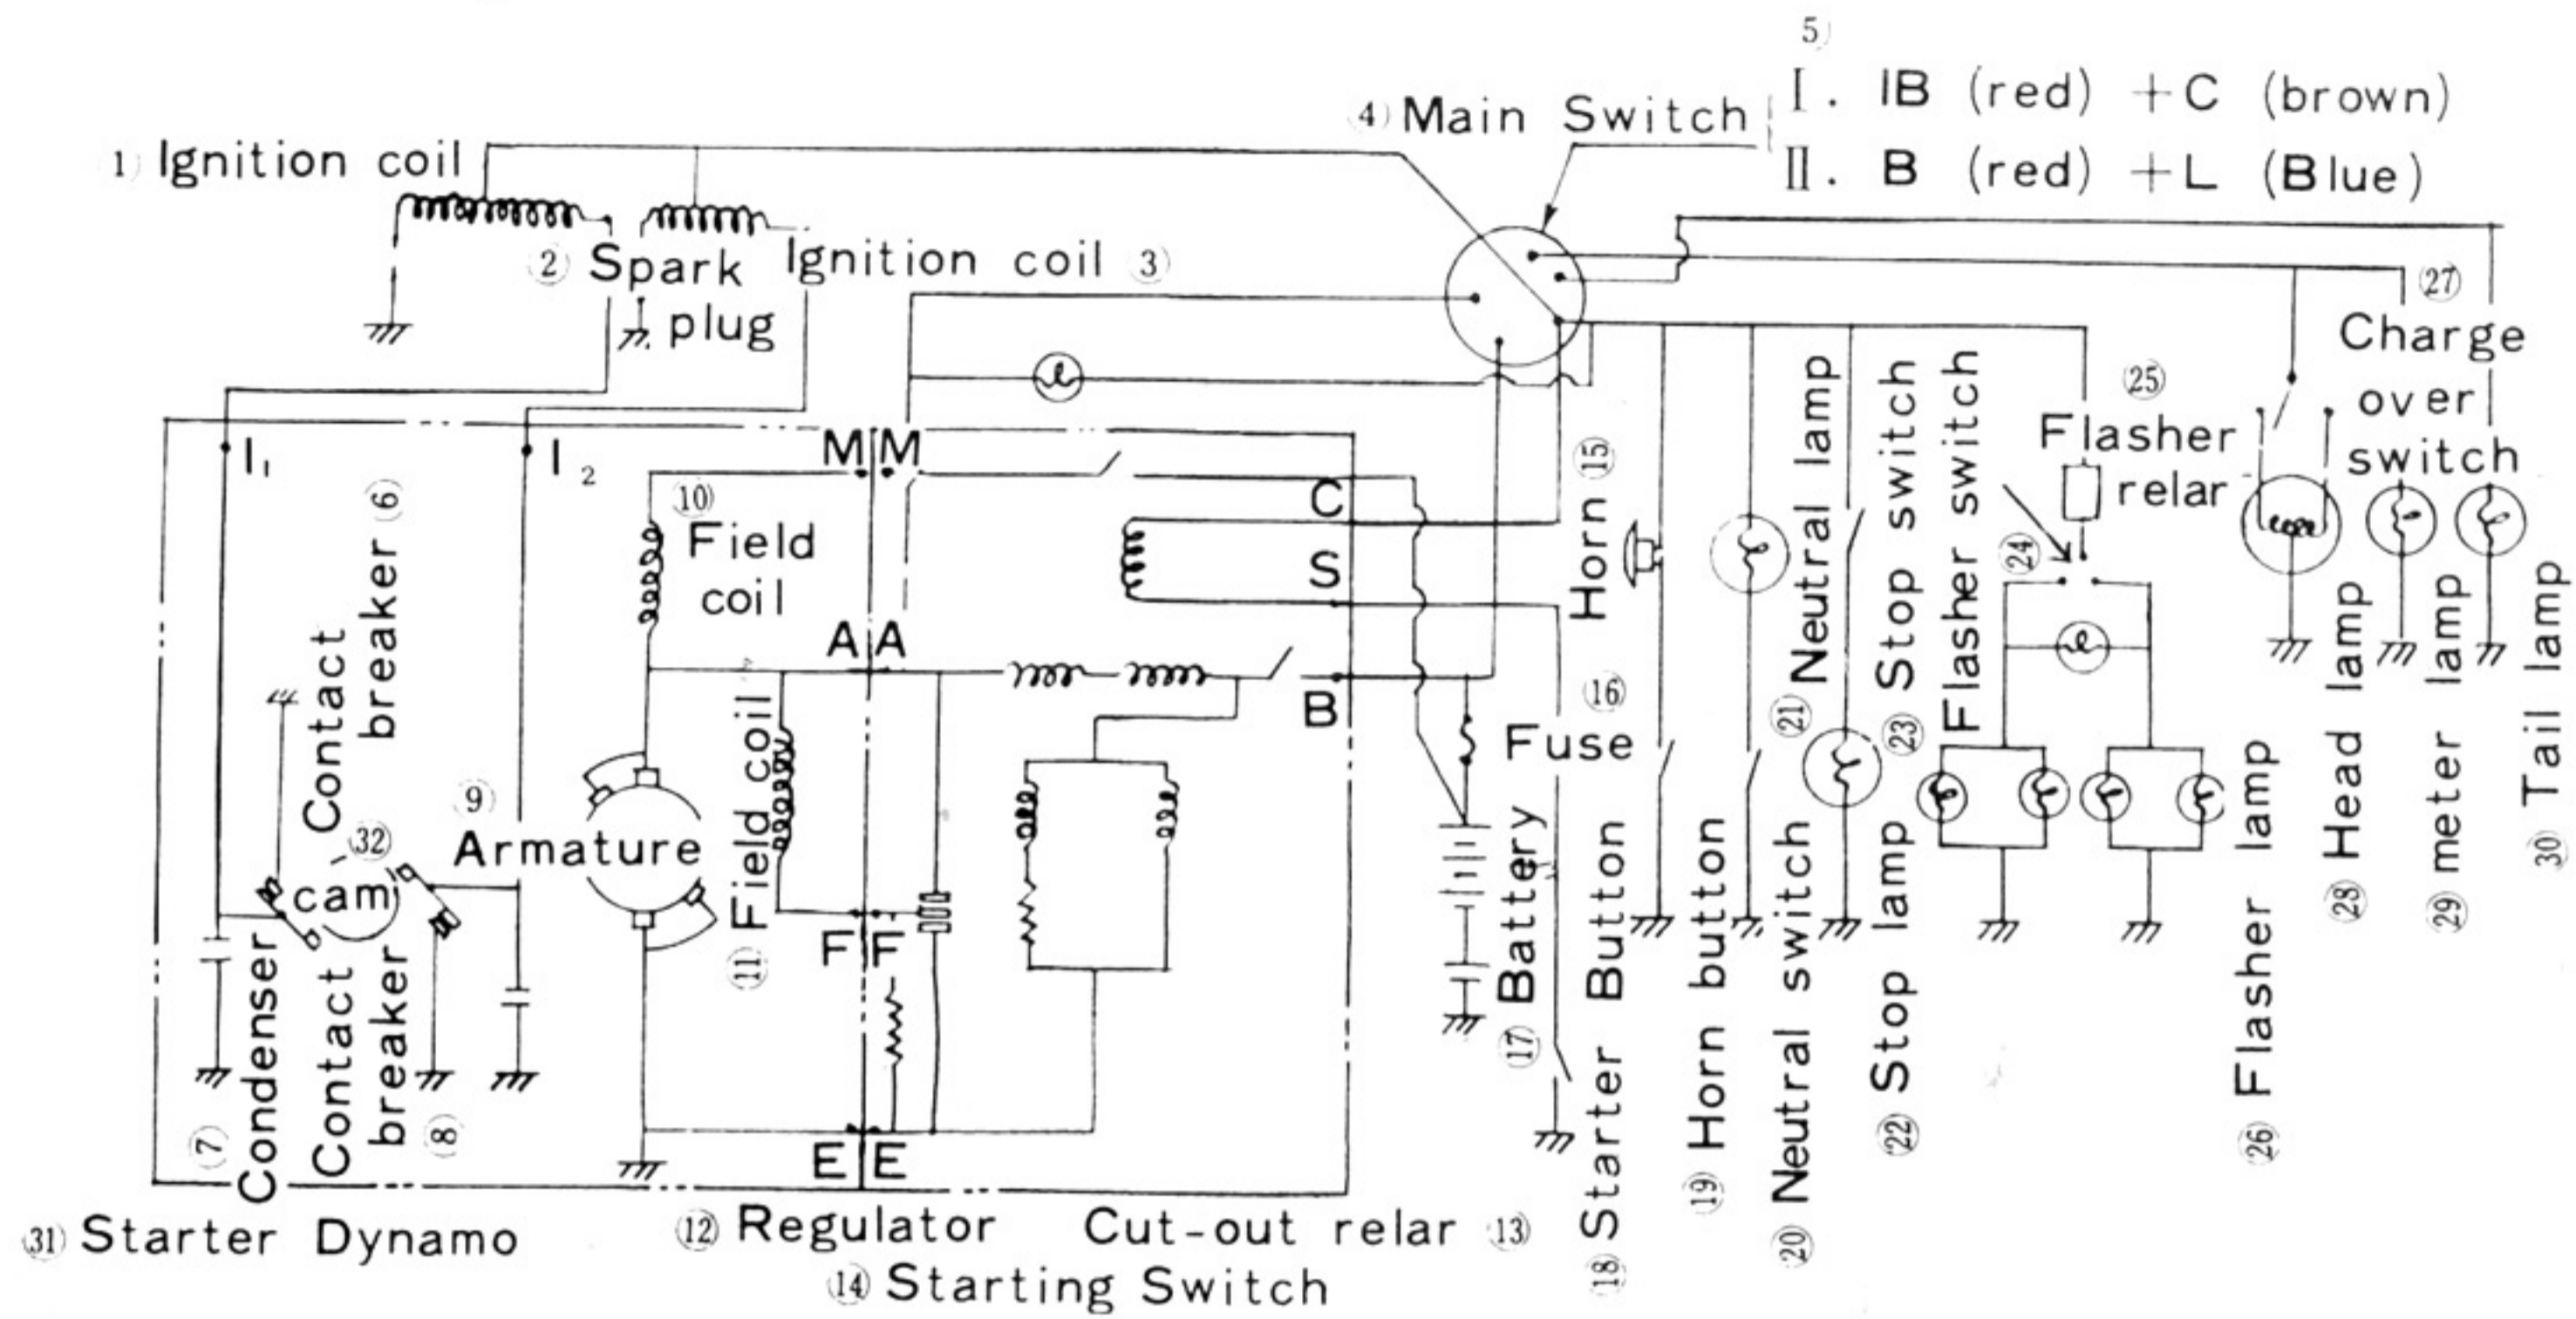 5)
4) Main Switch
I. IB (red) +C (brown)
II. B (red) +L (Blue)
1) Ignition coil
2 Spark
plug
Ignition coil 3
27
Charge
over
switch
I1
I2
Contact
breaker 6
10
Field
coil
M M
A A
F F
E E
C
S
B
9
Armature
32
cam
11 Field coil
7 Condenser
Contact
breaker
8
Horn 15
16
Fuse
17 Battery
18 Starter Button
19 Horn button
20 Neutral switch
21 Neutral lamp
22 Stop lamp
23 Stop switch
24 Flasher switch
25
Flasher
relar
26 Flasher lamp
28 Head lamp
29 meter lamp
30 Tail lamp
31 Starter Dynamo
12 Regulator
Cut-out relar 13
14 Starting Switch